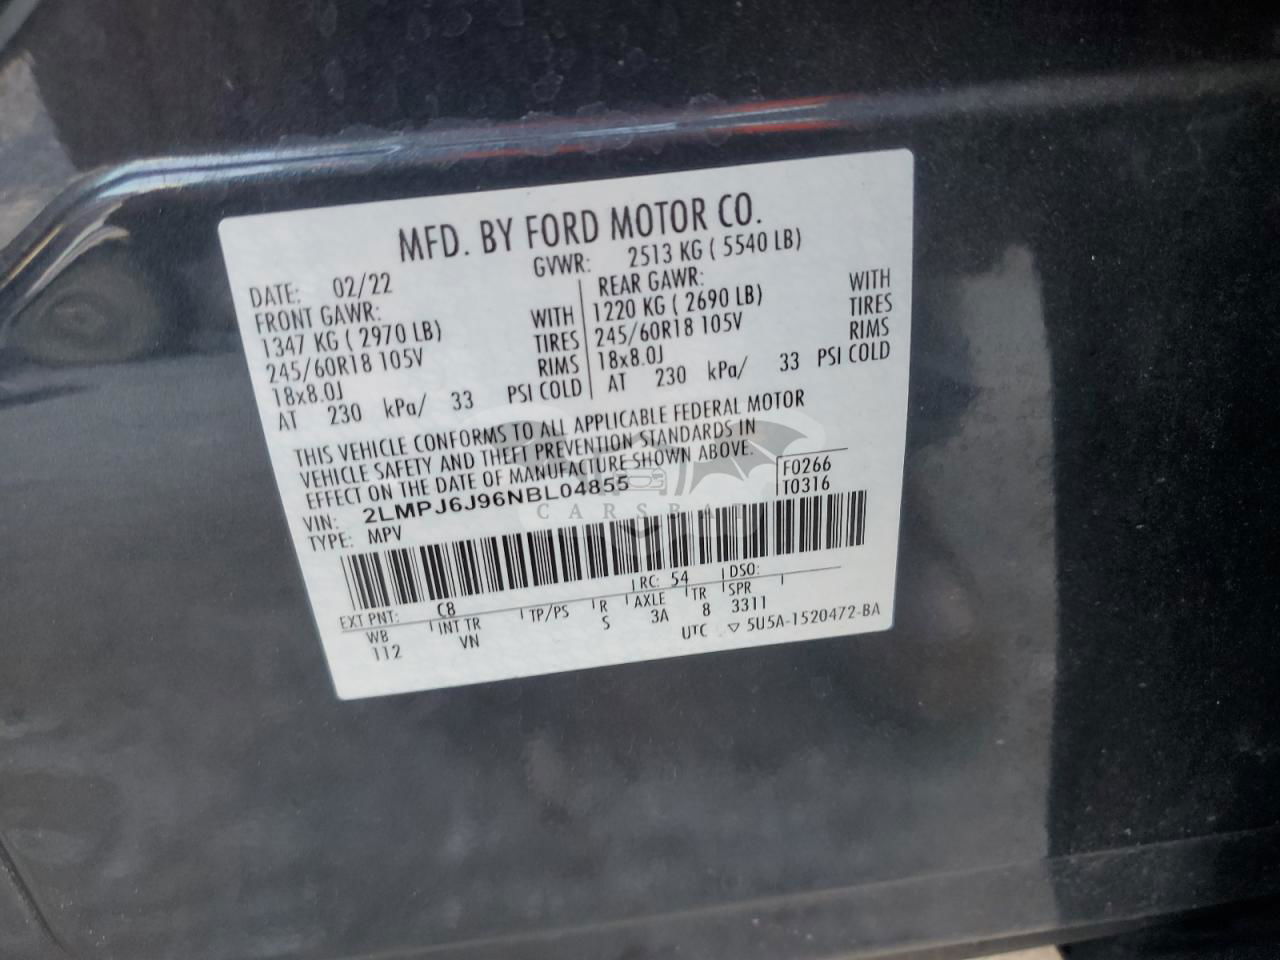 MFD. BY FORD MOTOR CO.
DATE: 02/22 GVWR: 2513 KG ( 5540 LB)
FRONT GAWR: REAR GAWR:
1347 KG ( 2970 LB) WITH 1220 KG ( 2690 LB) WITH
245/60R18 105V TIRES 245/60R18 105V TIRES
18x8.0J RIMS 18x8.0J RIMS
AT 230 kPa/ 33 PSI COLD AT 230 kPa/ 33 PSI COLD
THIS VEHICLE CONFORMS TO ALL APPLICABLE FEDERAL MOTOR
VEHICLE SAFETY AND THEFT PREVENTION STANDARDS IN
EFFECT ON THE DATE OF MANUFACTURE SHOWN ABOVE.
VIN: 2LMPJ6J96NBL04855 F0266
TYPE: MPV T0316
CARSBAT
EXT PNT: C8 RC: 54 DSO:
WB INT TR TP/PS R AXLE TR SPR
112 VN S 3A 8 3311
UTC ▽ 5U5A-1520472-BA